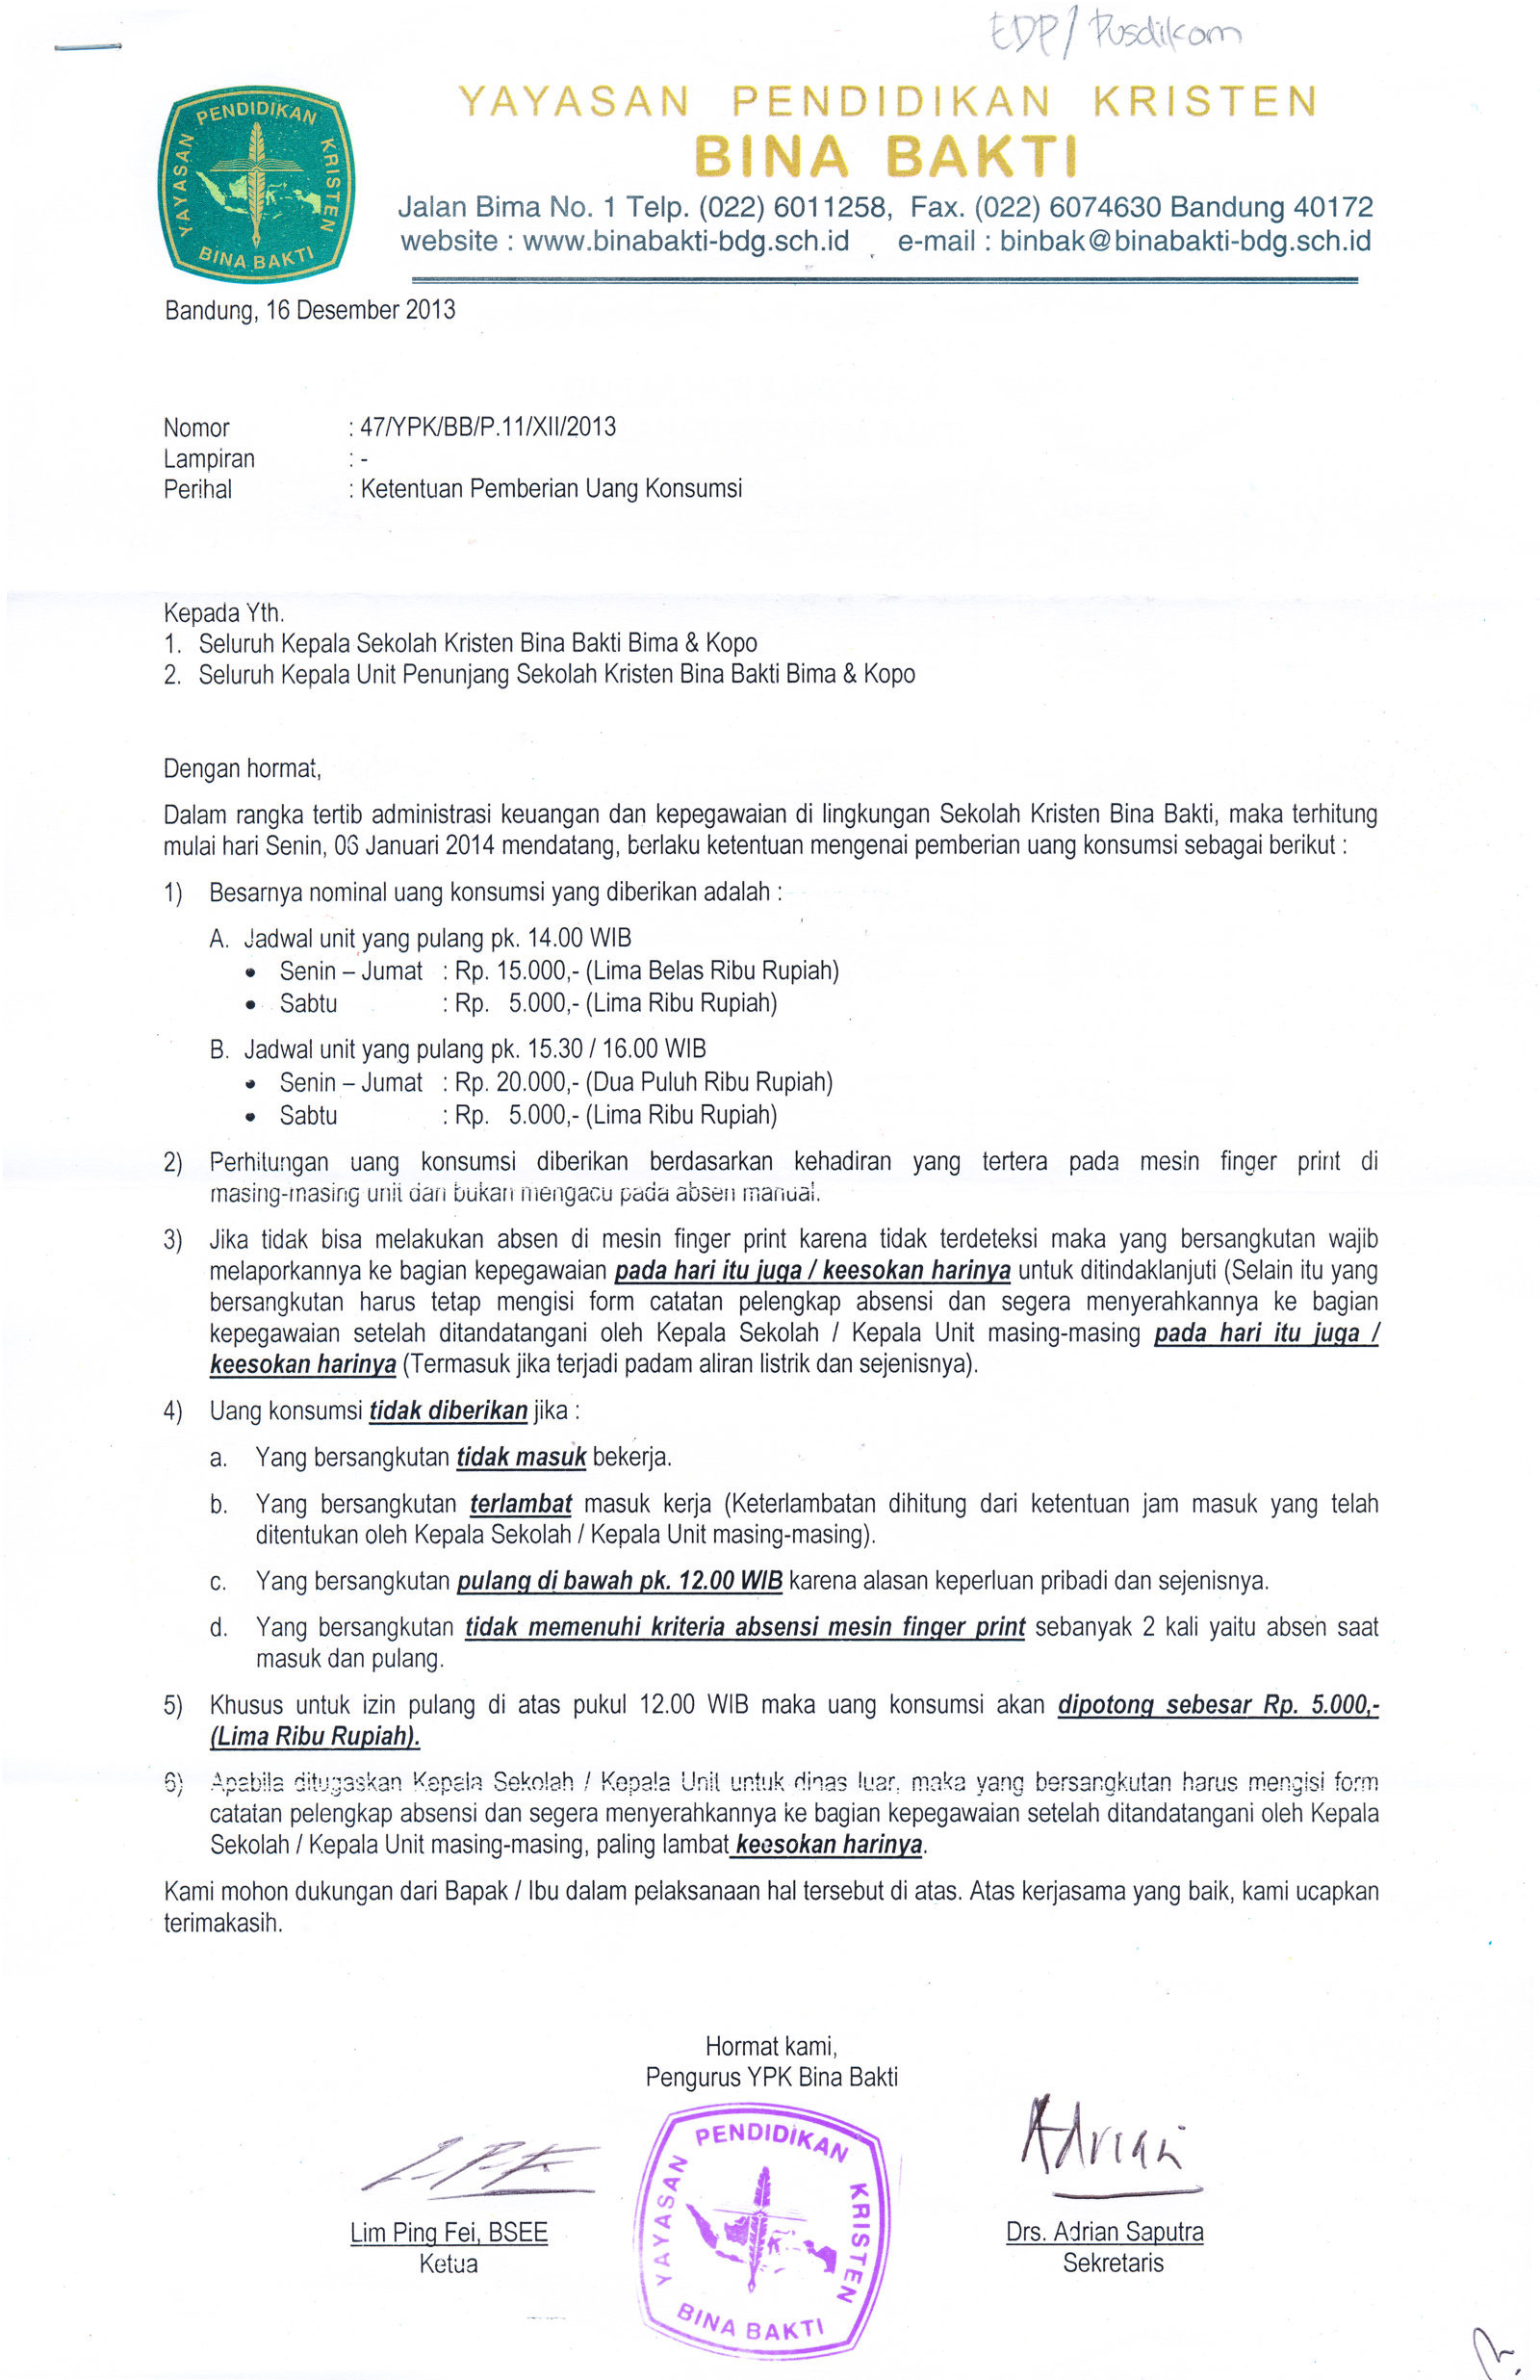 EDP/Pusdikom
YAYASAN PENDIDIKAN KRISTEN
BINA BAKTI
YAYASAN PENDIDIKAN KRISTEN BINA BAKTI
Jalan Bima No. 1 Telp. (022) 6011258, Fax. (022) 6074630 Bandung 40172
website : www.binabakti-bdg.sch.id , e-mail : binbak@binabakti-bdg.sch.id
Bandung, 16 Desember 2013
Nomor : 47/YPK/BB/P.11/XII/2013
Lampiran : -
Perihal : Ketentuan Pemberian Uang Konsumsi
Kepada Yth.
1. Seluruh Kepala Sekolah Kristen Bina Bakti Bima & Kopo
2. Seluruh Kepala Unit Penunjang Sekolah Kristen Bina Bakti Bima & Kopo
Dengan hormat,
Dalam rangka tertib administrasi keuangan dan kepegawaian di lingkungan Sekolah Kristen Bina Bakti, maka terhitung
mulai hari Senin, 06 Januari 2014 mendatang, berlaku ketentuan mengenai pemberian uang konsumsi sebagai berikut :
1) Besarnya nominal uang konsumsi yang diberikan adalah :
A. Jadwal unit yang pulang pk. 14.00 WIB
• Senin – Jumat : Rp. 15.000,- (Lima Belas Ribu Rupiah)
• Sabtu : Rp. 5.000,- (Lima Ribu Rupiah)
B. Jadwal unit yang pulang pk. 15.30 / 16.00 WIB
• Senin – Jumat : Rp. 20.000,- (Dua Puluh Ribu Rupiah)
• Sabtu : Rp. 5.000,- (Lima Ribu Rupiah)
2) Perhitungan uang konsumsi diberikan berdasarkan kehadiran yang tertera pada mesin finger print di
masing-masing unit dan bukan mengacu pada absen manual.
3) Jika tidak bisa melakukan absen di mesin finger print karena tidak terdeteksi maka yang bersangkutan wajib
melaporkannya ke bagian kepegawaian pada hari itu juga / keesokan harinya untuk ditindaklanjuti (Selain itu yang
bersangkutan harus tetap mengisi form catatan pelengkap absensi dan segera menyerahkannya ke bagian
kepegawaian setelah ditandatangani oleh Kepala Sekolah / Kepala Unit masing-masing pada hari itu juga /
keesokan harinya (Termasuk jika terjadi padam aliran listrik dan sejenisnya).
4) Uang konsumsi tidak diberikan jika :
a. Yang bersangkutan tidak masuk bekerja.
b. Yang bersangkutan terlambat masuk kerja (Keterlambatan dihitung dari ketentuan jam masuk yang telah
ditentukan oleh Kepala Sekolah / Kepala Unit masing-masing).
c. Yang bersangkutan pulang di bawah pk. 12.00 WIB karena alasan keperluan pribadi dan sejenisnya.
d. Yang bersangkutan tidak memenuhi kriteria absensi mesin finger print sebanyak 2 kali yaitu absen saat
masuk dan pulang.
5) Khusus untuk izin pulang di atas pukul 12.00 WIB maka uang konsumsi akan dipotong sebesar Rp. 5.000,-
(Lima Ribu Rupiah).
6) Apabila ditugaskan Kepala Sekolah / Kepala Unit untuk dinas luar, maka yang bersangkutan harus mengisi form
catatan pelengkap absensi dan segera menyerahkannya ke bagian kepegawaian setelah ditandatangani oleh Kepala
Sekolah / Kepala Unit masing-masing, paling lambat keesokan harinya.
Kami mohon dukungan dari Bapak / Ibu dalam pelaksanaan hal tersebut di atas. Atas kerjasama yang baik, kami ucapkan
terimakasih.
Hormat kami,
Pengurus YPK Bina Bakti
YAYASAN PENDIDIKAN KRISTEN BINA BAKTI
Adrian
Lim Ping Fei, BSEE
Ketua
Drs. Adrian Saputra
Sekretaris